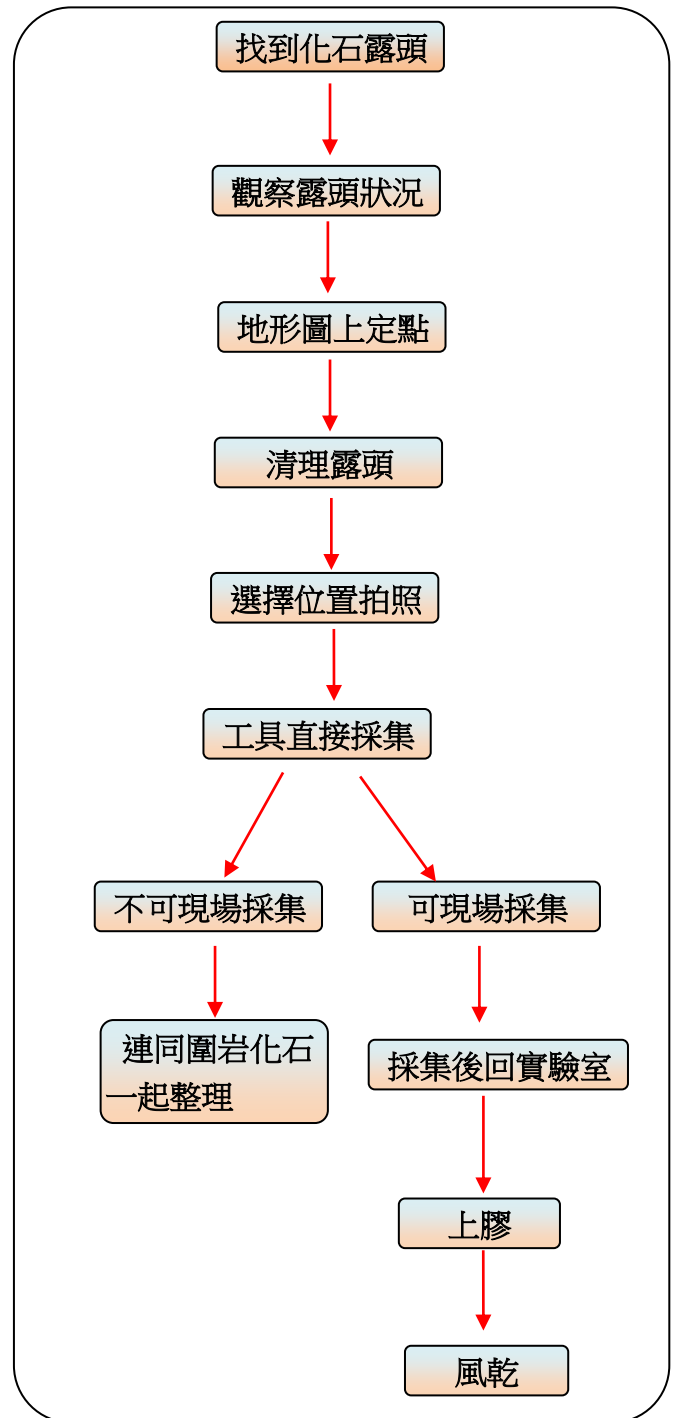 找到化石露頭
觀察露頭狀況
地形圖上定點
清理露頭
選擇位置拍照
工具直接採集
不可現場採集
可現場採集
連同圍岩化石
一起整理
採集後回實驗室
上膠
風乾